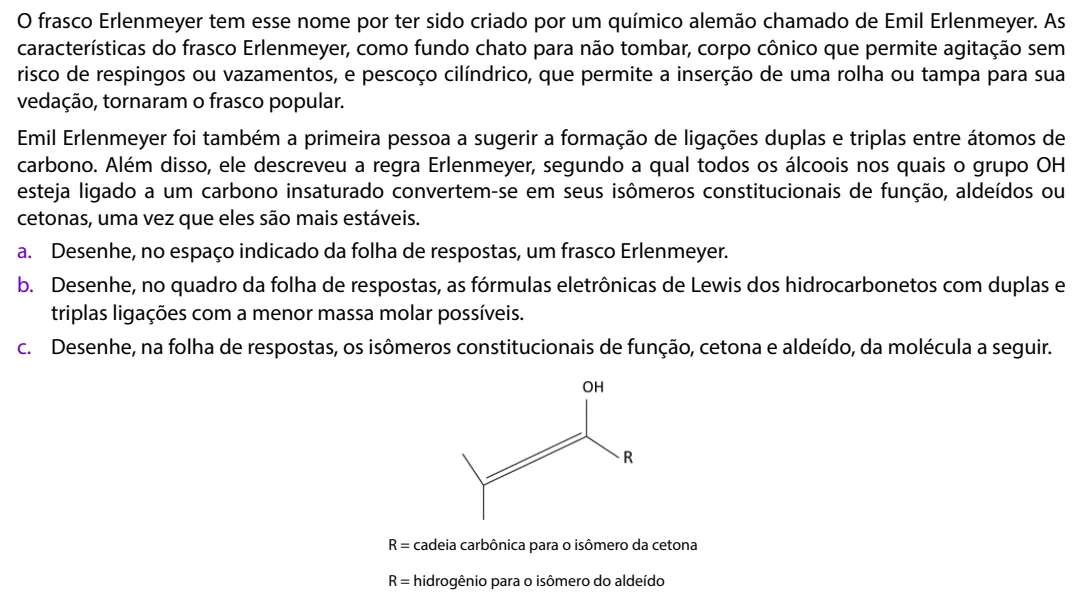 O frasco Erlenmeyer tem esse nome por ter sido criado por um químico alemão chamado de Emil Erlenmeyer. As
características do frasco Erlenmeyer, como fundo chato para não tombar, corpo cônico que permite agitação sem
risco de respingos ou vazamentos, e pescoço cilíndrico, que permite a inserção de uma rolha ou tampa para sua
vedação, tornaram o frasco popular.
Emil Erlenmeyer foi também a primeira pessoa a sugerir a formação de ligações duplas e triplas entre átomos de
carbono. Além disso, ele descreveu a regra Erlenmeyer, segundo a qual todos os álcoois nos quais o grupo OH
esteja ligado a um carbono insaturado convertem-se em seus isômeros constitucionais de função, aldeídos ou
cetonas, uma vez que eles são mais estáveis.
a. Desenhe, no espaço indicado da folha de respostas, um frasco Erlenmeyer.
b. Desenhe, no quadro da folha de respostas, as fórmulas eletrônicas de Lewis dos hidrocarbonetos com duplas e
triplas ligações com a menor massa molar possíveis.
c. Desenhe, na folha de respostas, os isômeros constitucionais de função, cetona e aldeído, da molécula a seguir.
OH
R
R = cadeia carbônica para o isômero da cetona
R = hidrogênio para o isômero do aldeído